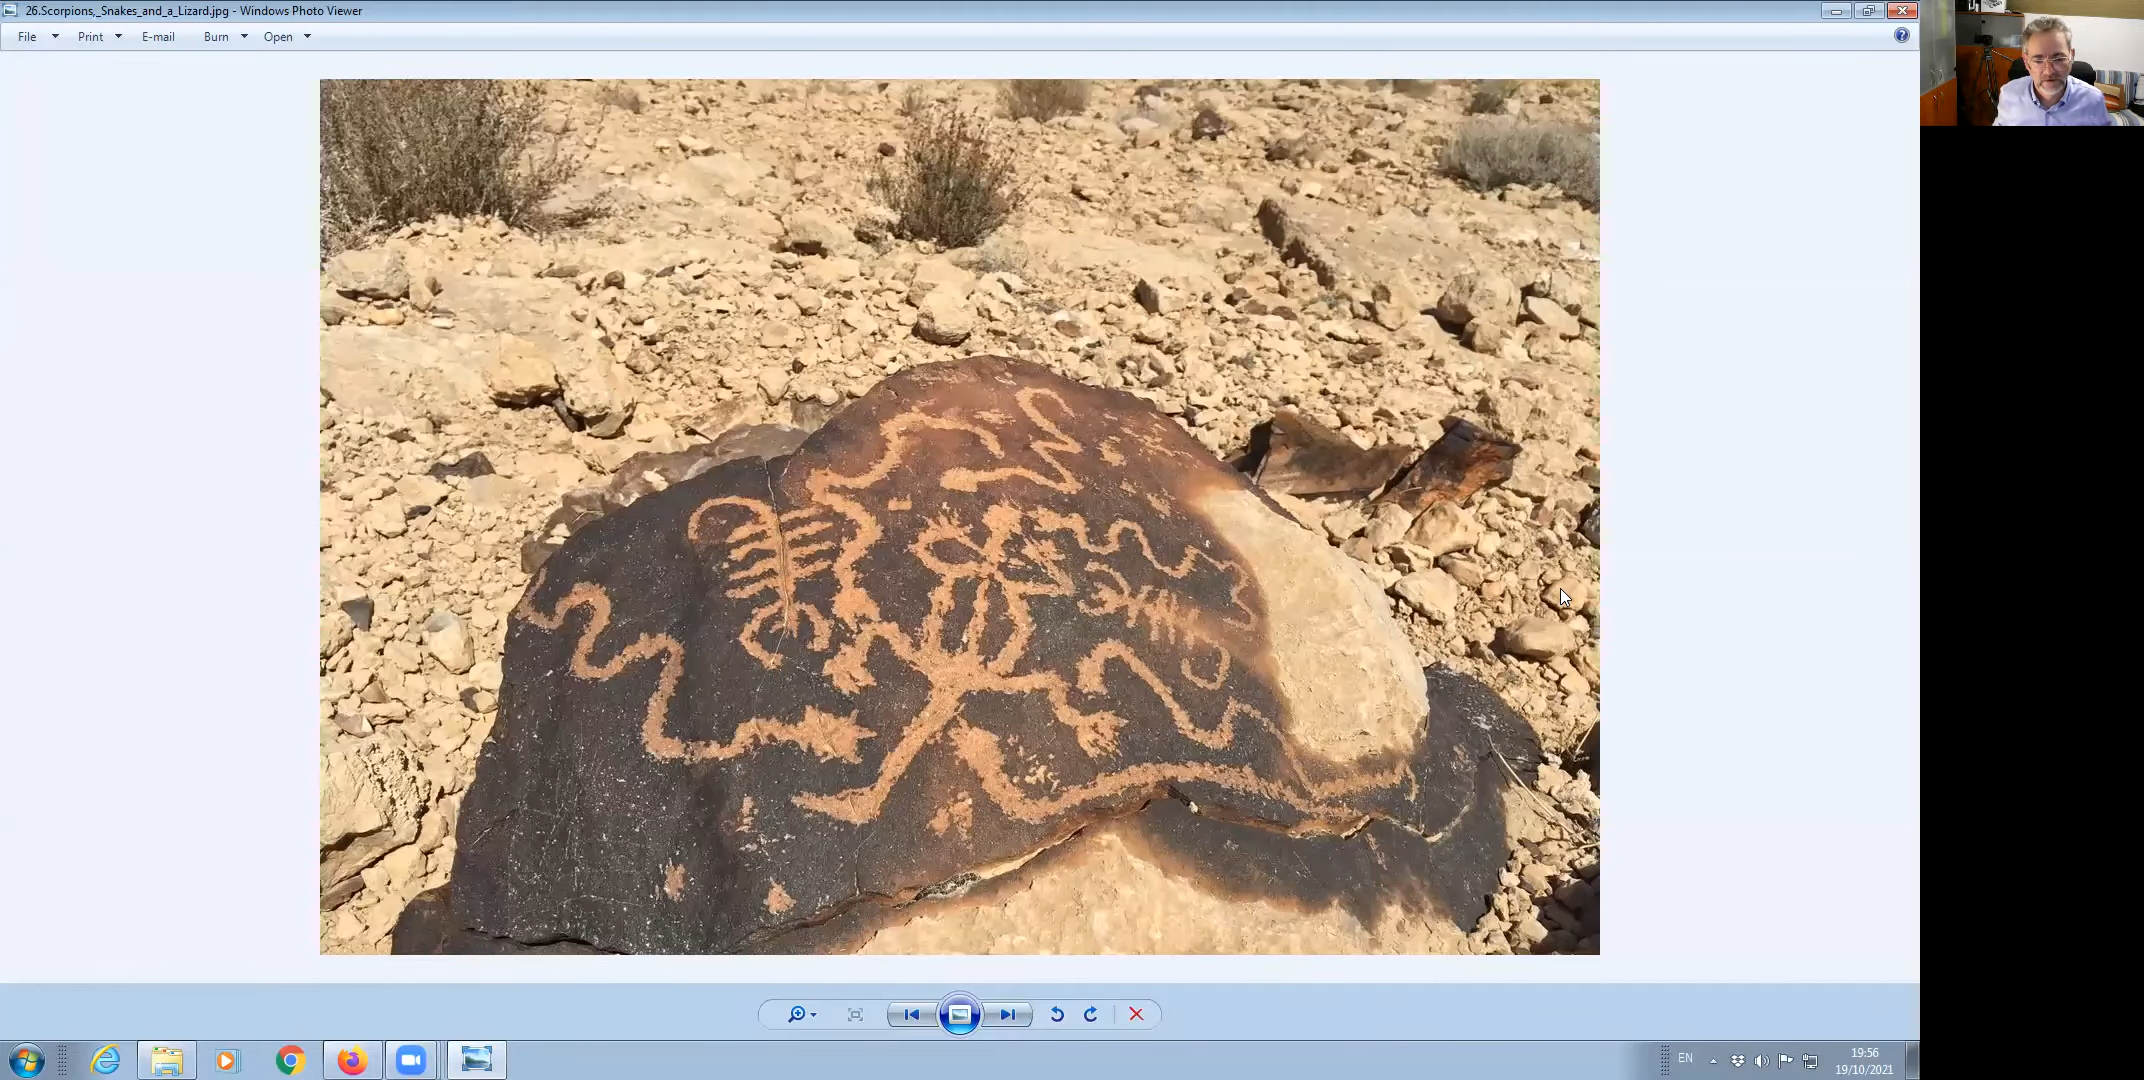 26.Scorpions,_Snakes_and_a_Lizard.jpg - Windows Photo Viewer
File Print E-mail Burn Open
EN 19:56
19/10/2021